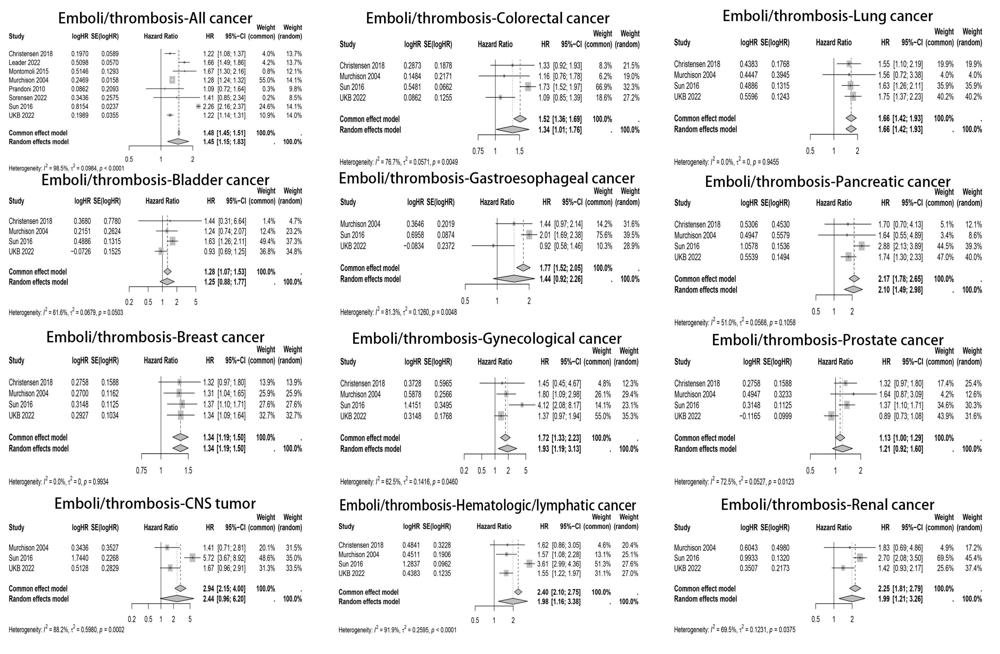 Emboli/thrombosis-All cancer
Weight Weight
Study logHR SE(logHR) Hazard Ratio HR 95%−CI (common) (random)
Christensen 2018 0.1970 0.0589 1.22 [1.08; 1.37] 4.0% 13.7%
Leader 2022 0.5098 0.0570 1.66 [1.49; 1.86] 4.2% 13.7%
Montomoli 2015 0.5146 0.1293 1.67 [1.30; 2.16] 0.8% 12.1%
Murchison 2004 0.2469 0.0158 1.28 [1.24; 1.32] 55.0% 14.1%
Prandoni 2010 0.0862 0.2093 1.09 [0.72; 1.64] 0.3% 9.8%
Sorensen 2022 0.3436 0.2575 1.41 [0.85; 2.34] 0.2% 8.5%
Sun 2016 0.8154 0.0237 2.26 [2.16; 2.37] 24.6% 14.1%
UKB 2022 0.1989 0.0355 1.22 [1.14; 1.31] 10.9% 14.0%
Common effect model 1.48 [1.45; 1.51] 100.0% .
Random effects model 1.45 [1.15; 1.83] . 100.0%
0.5 1 2
Heterogeneity: I2 = 98.5%, τ2 = 0.0984, p < 0.0001
Emboli/thrombosis-Colorectal cancer
Weight Weight
Study logHR SE(logHR) Hazard Ratio HR 95%−CI (common) (random)
Christensen 2018 0.2873 0.1878 1.33 [0.92; 1.93] 8.3% 21.5%
Murchison 2004 0.1484 0.2171 1.16 [0.76; 1.78] 6.2% 19.0%
Sun 2016 0.5481 0.0662 1.73 [1.52; 1.97] 66.9% 32.3%
UKB 2022 0.0862 0.1255 1.09 [0.85; 1.39] 18.6% 27.2%
Common effect model 1.52 [1.36; 1.69] 100.0% .
Random effects model 1.34 [1.01; 1.76] . 100.0%
0.75 1 1.5
Heterogeneity: I2 = 76.7%, τ2 = 0.0571, p = 0.0049
Emboli/thrombosis-Lung cancer
Weight Weight
Study logHR SE(logHR) Hazard Ratio HR 95%−CI (common) (random)
Christensen 2018 0.4383 0.1768 1.55 [1.10; 2.19] 19.9% 19.9%
Murchison 2004 0.4447 0.3945 1.56 [0.72; 3.38] 4.0% 4.0%
Sun 2016 0.4886 0.1315 1.63 [1.26; 2.11] 35.9% 35.9%
UKB 2022 0.5596 0.1243 1.75 [1.37; 2.23] 40.2% 40.2%
Common effect model 1.66 [1.42; 1.93] 100.0% .
Random effects model 1.66 [1.42; 1.93] . 100.0%
0.5 1 2
Heterogeneity: I2 = 0.0%, τ2 = 0, p = 0.9455
Emboli/thrombosis-Bladder cancer
Weight Weight
Study logHR SE(logHR) Hazard Ratio HR 95%−CI (common) (random)
Christensen 2018 0.3680 0.7780 1.44 [0.31; 6.64] 1.4% 4.7%
Murchison 2004 0.2151 0.2624 1.24 [0.74; 2.07] 12.4% 23.2%
Sun 2016 0.4886 0.1315 1.63 [1.26; 2.11] 49.4% 37.3%
UKB 2022 −0.0726 0.1525 0.93 [0.69; 1.25] 36.8% 34.8%
Common effect model 1.28 [1.07; 1.53] 100.0% .
Random effects model 1.25 [0.88; 1.77] . 100.0%
0.2 0.5 1 2 5
Heterogeneity: I2 = 61.6%, τ2 = 0.0679, p = 0.0503
Emboli/thrombosis-Gastroesophageal cancer
Weight Weight
Study logHR SE(logHR) Hazard Ratio HR 95%−CI (common) (random)
Murchison 2004 0.3646 0.2019 1.44 [0.97; 2.14] 14.2% 31.6%
Sun 2016 0.6958 0.0874 2.01 [1.69; 2.38] 75.6% 39.5%
UKB 2022 −0.0834 0.2372 0.92 [0.58; 1.46] 10.3% 28.9%
Common effect model 1.77 [1.52; 2.05] 100.0% .
Random effects model 1.44 [0.92; 2.26] . 100.0%
0.5 1 2
Heterogeneity: I2 = 81.3%, τ2 = 0.1260, p = 0.0048
Emboli/thrombosis-Pancreatic cancer
Weight Weight
Study logHR SE(logHR) Hazard Ratio HR 95%−CI (common) (random)
Christensen 2018 0.5306 0.4530 1.70 [0.70; 4.13] 5.1% 12.1%
Murchison 2004 0.4947 0.5579 1.64 [0.55; 4.89] 3.4% 8.6%
Sun 2016 1.0578 0.1536 2.88 [2.13; 3.89] 44.5% 39.3%
UKB 2022 0.5539 0.1494 1.74 [1.30; 2.33] 47.0% 40.0%
Common effect model 2.17 [1.78; 2.65] 100.0% .
Random effects model 2.10 [1.49; 2.98] . 100.0%
0.5 1 2
Heterogeneity: I2 = 51.0%, τ2 = 0.0568, p = 0.1058
Emboli/thrombosis-Breast cancer
Weight Weight
Study logHR SE(logHR) Hazard Ratio HR 95%−CI (common) (random)
Christensen 2018 0.2758 0.1588 1.32 [0.97; 1.80] 13.9% 13.9%
Murchison 2004 0.2700 0.1162 1.31 [1.04; 1.65] 25.9% 25.9%
Sun 2016 0.3148 0.1125 1.37 [1.10; 1.71] 27.6% 27.6%
UKB 2022 0.2927 0.1034 1.34 [1.09; 1.64] 32.7% 32.7%
Common effect model 1.34 [1.19; 1.50] 100.0% .
Random effects model 1.34 [1.19; 1.50] . 100.0%
0.75 1 1.5
Heterogeneity: I2 = 0.0%, τ2 = 0, p = 0.9934
Emboli/thrombosis-Gynecological cancer
Weight Weight
Study logHR SE(logHR) Hazard Ratio HR 95%−CI (common) (random)
Christensen 2018 0.3728 0.5965 1.45 [0.45; 4.67] 4.8% 12.3%
Murchison 2004 0.5878 0.2566 1.80 [1.09; 2.98] 26.1% 29.4%
Sun 2016 1.4151 0.3495 4.12 [2.08; 8.17] 14.1% 23.1%
UKB 2022 0.3148 0.1768 1.37 [0.97; 1.94] 55.0% 35.3%
Common effect model 1.72 [1.33; 2.23] 100.0% .
Random effects model 1.93 [1.19; 3.13] . 100.0%
0.2 0.5 1 2 5
Heterogeneity: I2 = 62.5%, τ2 = 0.1416, p = 0.0460
Emboli/thrombosis-Prostate cancer
Weight Weight
Study logHR SE(logHR) Hazard Ratio HR 95%−CI (common) (random)
Christensen 2018 0.2758 0.1588 1.32 [0.97; 1.80] 17.4% 25.4%
Murchison 2004 0.4947 0.3233 1.64 [0.87; 3.09] 4.2% 12.6%
Sun 2016 0.3148 0.1125 1.37 [1.10; 1.71] 34.6% 30.3%
UKB 2022 −0.1165 0.0999 0.89 [0.73; 1.08] 43.9% 31.6%
Common effect model 1.13 [1.00; 1.29] 100.0% .
Random effects model 1.21 [0.92; 1.60] . 100.0%
0.5 1 2
Heterogeneity: I2 = 72.5%, τ2 = 0.0527, p = 0.0123
Emboli/thrombosis-CNS tumor
Weight Weight
Study logHR SE(logHR) Hazard Ratio HR 95%−CI (common) (random)
Murchison 2004 0.3436 0.3527 1.41 [0.71; 2.81] 20.1% 31.5%
Sun 2016 1.7440 0.2268 5.72 [3.67; 8.92] 48.6% 35.0%
UKB 2022 0.5128 0.2829 1.67 [0.96; 2.91] 31.3% 33.5%
Common effect model 2.94 [2.15; 4.00] 100.0% .
Random effects model 2.44 [0.96; 6.20] . 100.0%
0.2 0.5 1 2 5
Heterogeneity: I2 = 88.2%, τ2 = 0.5980, p = 0.0002
Emboli/thrombosis-Hematologic/lymphatic cancer
Weight Weight
Study logHR SE(logHR) Hazard Ratio HR 95%−CI (common) (random)
Christensen 2018 0.4841 0.3228 1.62 [0.86; 3.05] 4.6% 20.4%
Murchison 2004 0.4511 0.1906 1.57 [1.08; 2.28] 13.1% 25.1%
Sun 2016 1.2837 0.0962 3.61 [2.99; 4.36] 51.3% 27.6%
UKB 2022 0.4383 0.1235 1.55 [1.22; 1.97] 31.1% 27.0%
Common effect model 2.40 [2.10; 2.75] 100.0% .
Random effects model 1.98 [1.16; 3.38] . 100.0%
0.5 1 2
Heterogeneity: I2 = 91.9%, τ2 = 0.2595, p < 0.0001
Emboli/thrombosis-Renal cancer
Weight Weight
Study logHR SE(logHR) Hazard Ratio HR 95%−CI (common) (random)
Murchison 2004 0.6043 0.4980 1.83 [0.69; 4.86] 4.9% 17.2%
Sun 2016 0.9933 0.1320 2.70 [2.08; 3.50] 69.5% 45.4%
UKB 2022 0.3507 0.2173 1.42 [0.93; 2.17] 25.6% 37.4%
Common effect model 2.25 [1.81; 2.79] 100.0% .
Random effects model 1.99 [1.21; 3.26] . 100.0%
0.5 1 2
Heterogeneity: I2 = 69.5%, τ2 = 0.1231, p = 0.0375